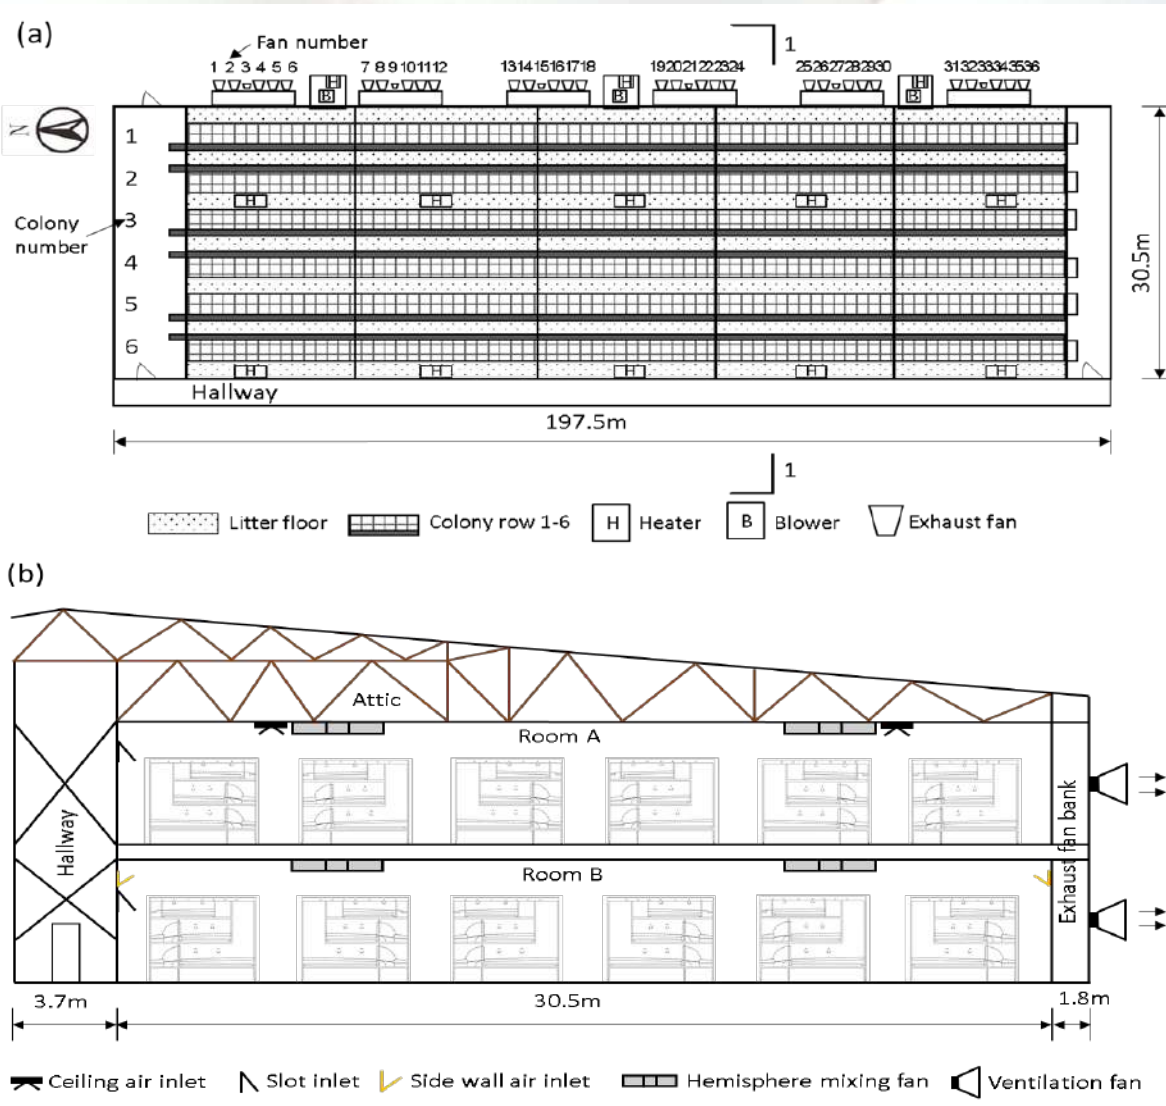 (a)
Fan number
1
1 2 3 4 5 6
7 8 9 10 11 12
13 14 15 16 17 18
19 20 21 22 23 24
25 26 27 28 29 30
31 32 33 34 35 36
H
B
H
B
H
B
N
1
2
H H H H H
Colony
number
3
4
5
6
H H H H H
30.5m
Hallway
197.5m
1
Litter floor
Colony row 1-6
H Heater
B Blower
Exhaust fan
(b)
Attic
Room A
Hallway
Exhaust fan bank
Room B
3.7m
30.5m
1.8m
Ceiling air inlet
Slot inlet
Side wall air inlet
Hemisphere mixing fan
Ventilation fan